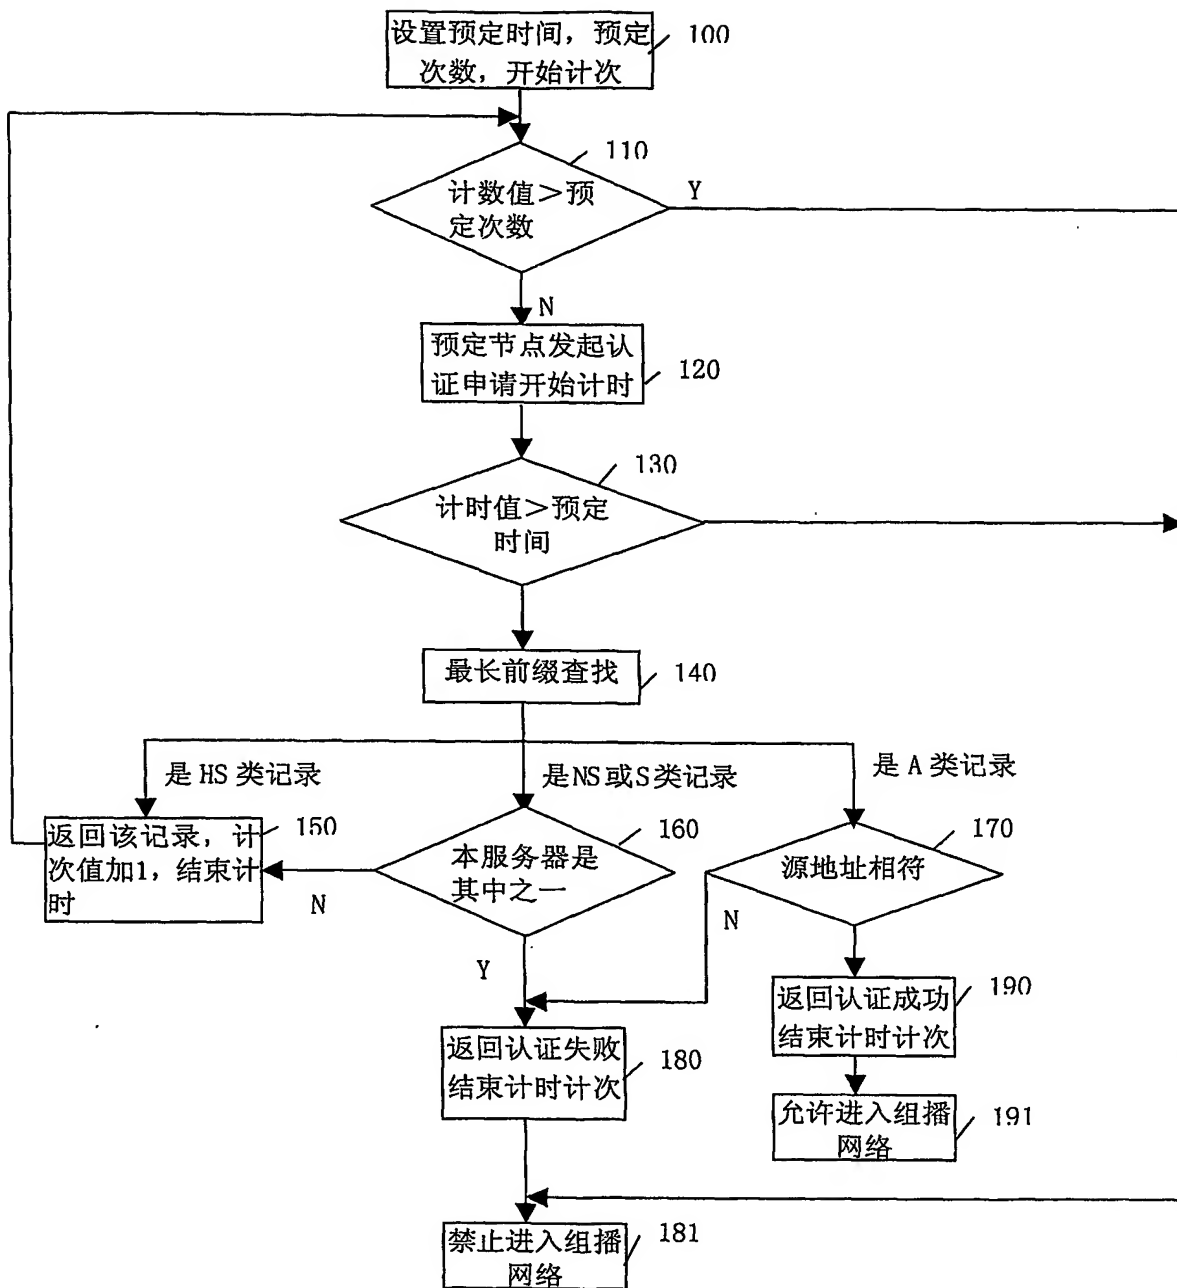 设置预定时间，预定
次数，开始计次
100
110
计数值＞预
定次数
Y
N
预定节点发起认
证申请开始计时
120
130
计时值＞预定
时间
最长前缀查找
140
是 HS 类记录
是NS或S类记录
是 A 类记录
返回该记录，计
次值加1，结束计
时
150
160
本服务器是
其中之一
170
源地址相符
N
N
Y
返回认证成功
结束计时计次
190
返回认证失败
结束计时计次
180
允许进入组播
网络
191
禁止进入组播
网络
181